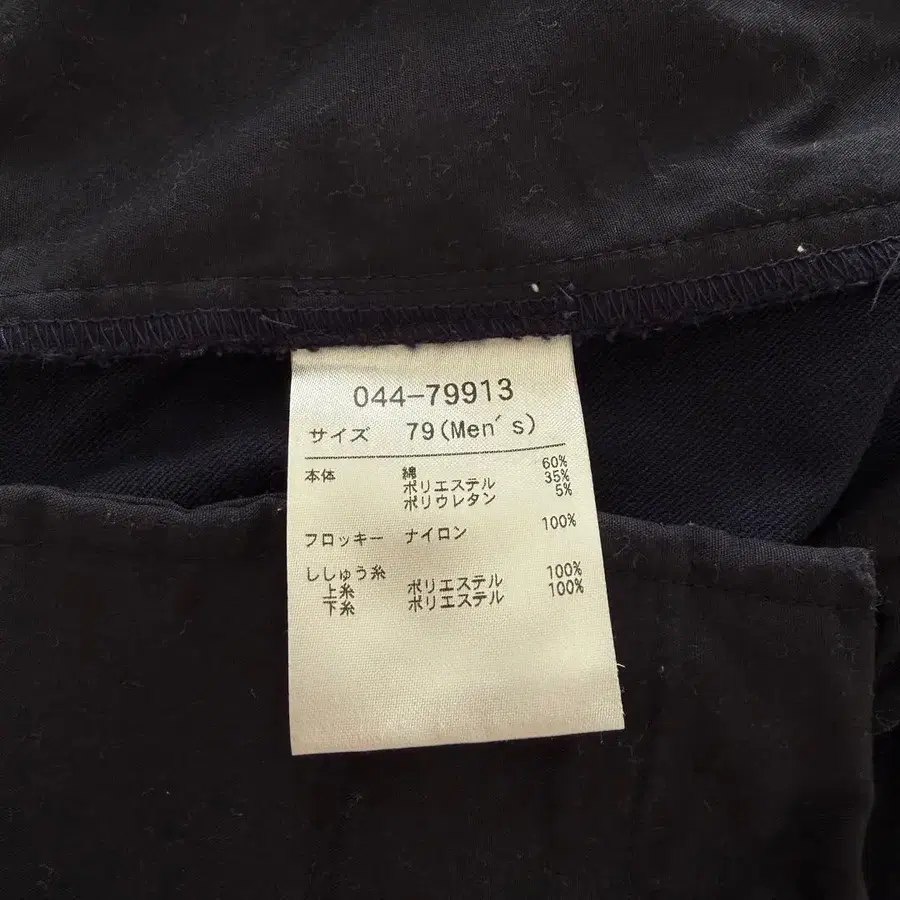 044-79913
サイズ 79(Men's)
本体 綿 60%
ポリエステル 35%
ポリウレタン 5%
フロッキー ナイロン 100%
ししゅう糸
上糸 ポリエステル 100%
下糸 ポリエステル 100%